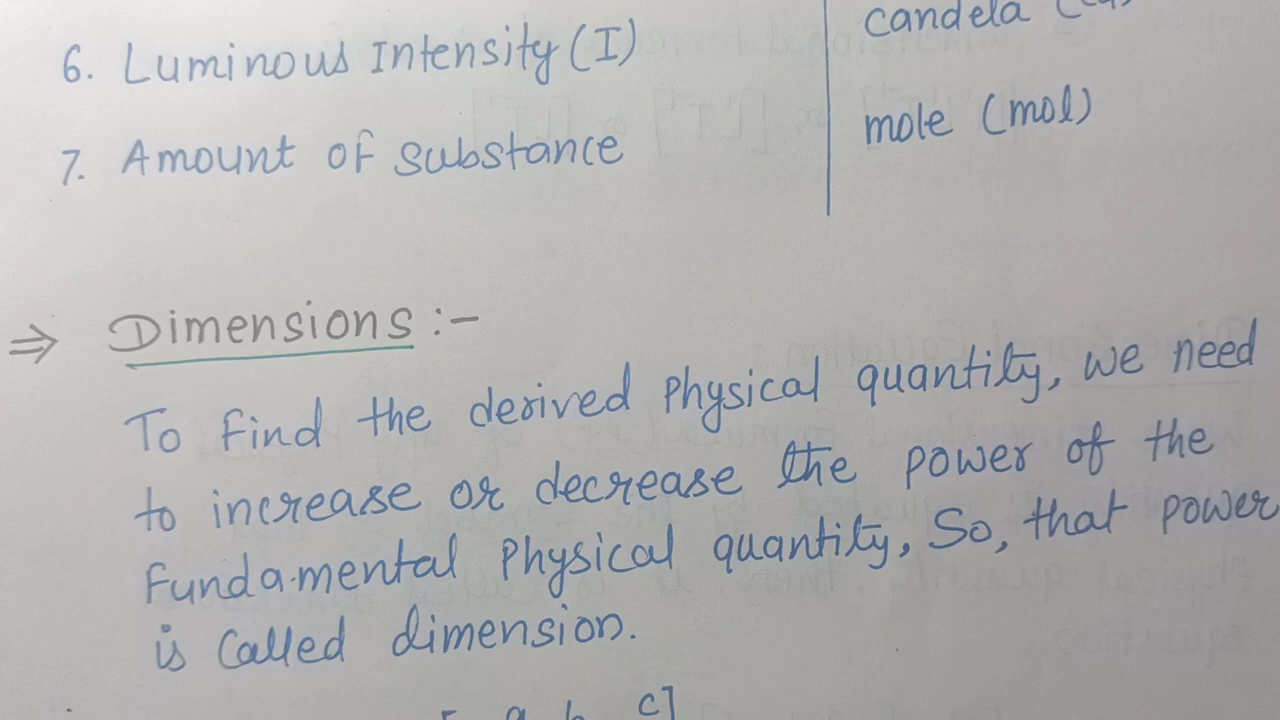 6. Luminous Intensity (I)
candela
7. Amount of substance
mole (mol)
⇒ Dimensions :-
To find the derived Physical quantity, we need
to increase or decrease the power of the
Fundamental Physical quantity, So, that power
is Called dimension.